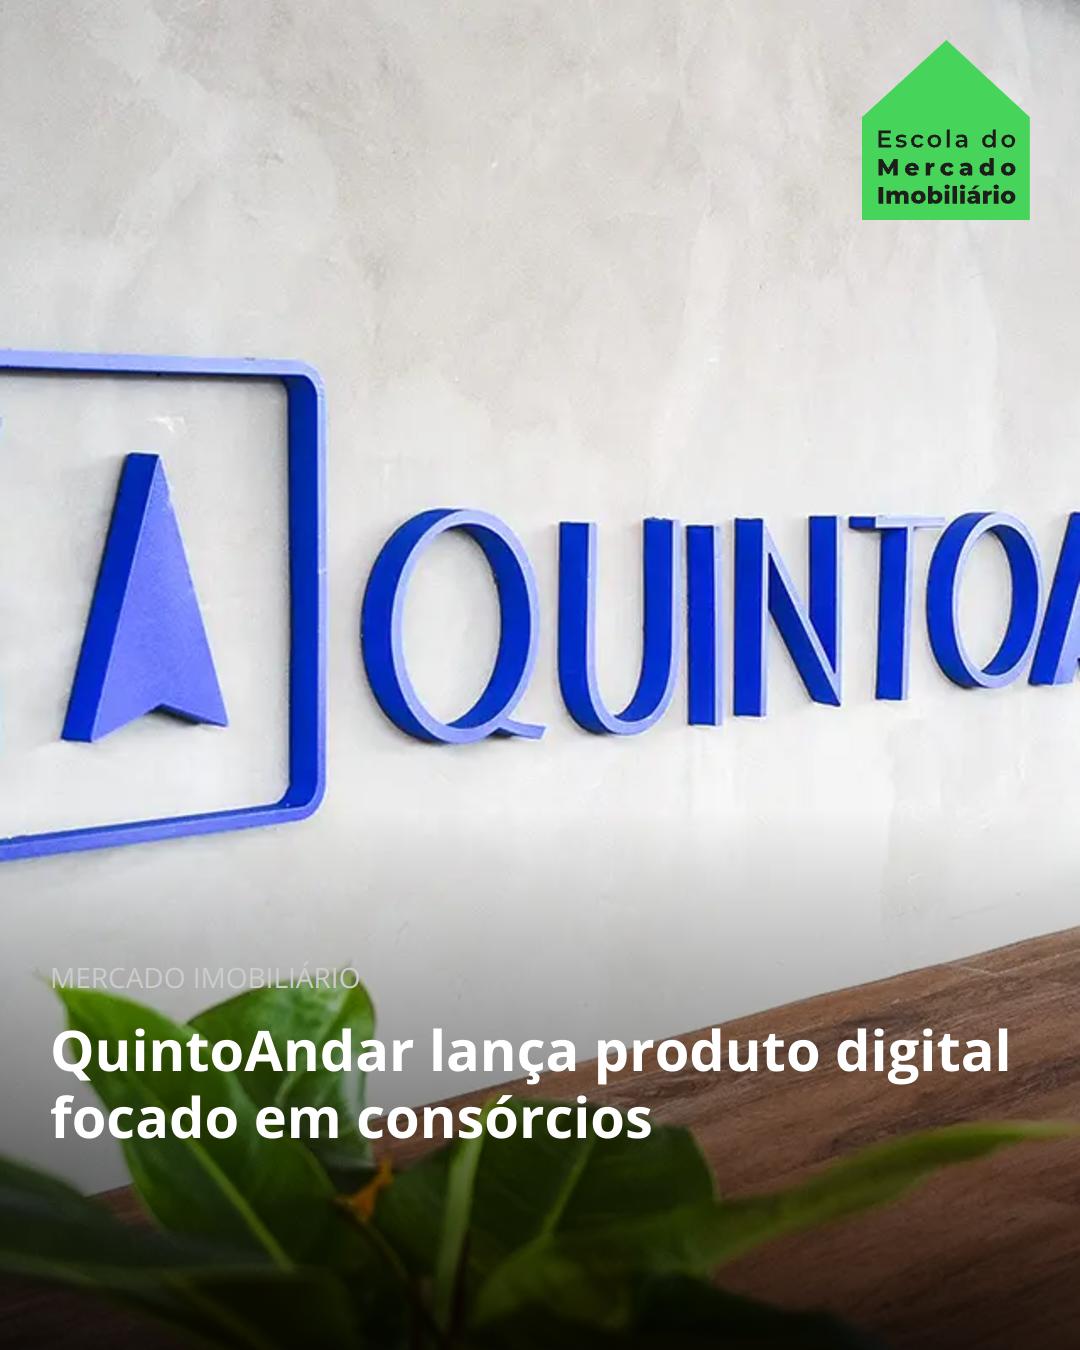 Escola do
Mercado
Imobiliário
QUINTOA
MERCADO IMOBILIÁRIO
QuintoAndar lança produto digital
focado em consórcios